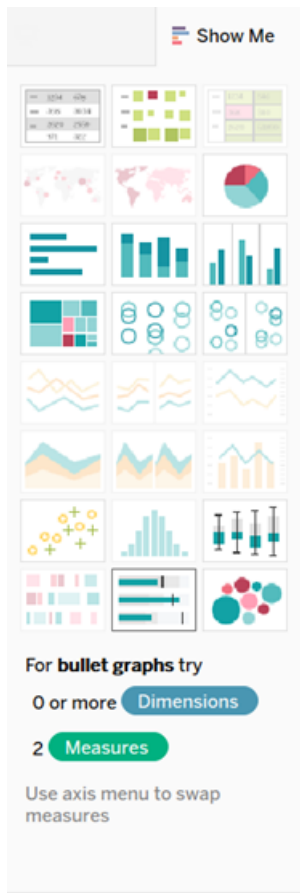 Show Me
For bullet graphs try
0 or more Dimensions
2 Measures
Use axis menu to swap
measures